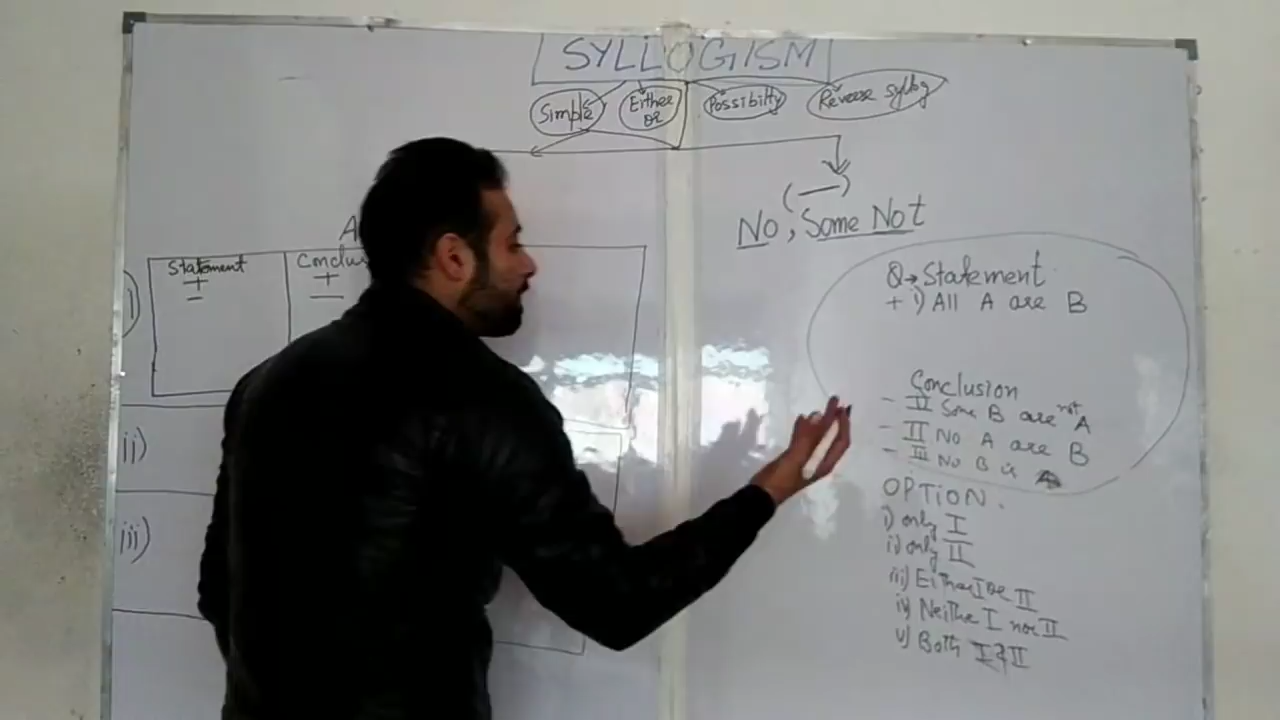 SYLLOGISM
Simple
Either or
Possibilty
Reverse syllog
(—)
No, Some Not
A
Statement
+
-
Conclu
+
—
i)
ii)
iii)
Q→Statement
+ i) All A are B
Conclusion
- I Some B are not A
- II No A are B
- III No B is A
OPTION.
i) only I
ii) only II
iii) Either I or II
iv) Neithe I nor II
v) Both I & II